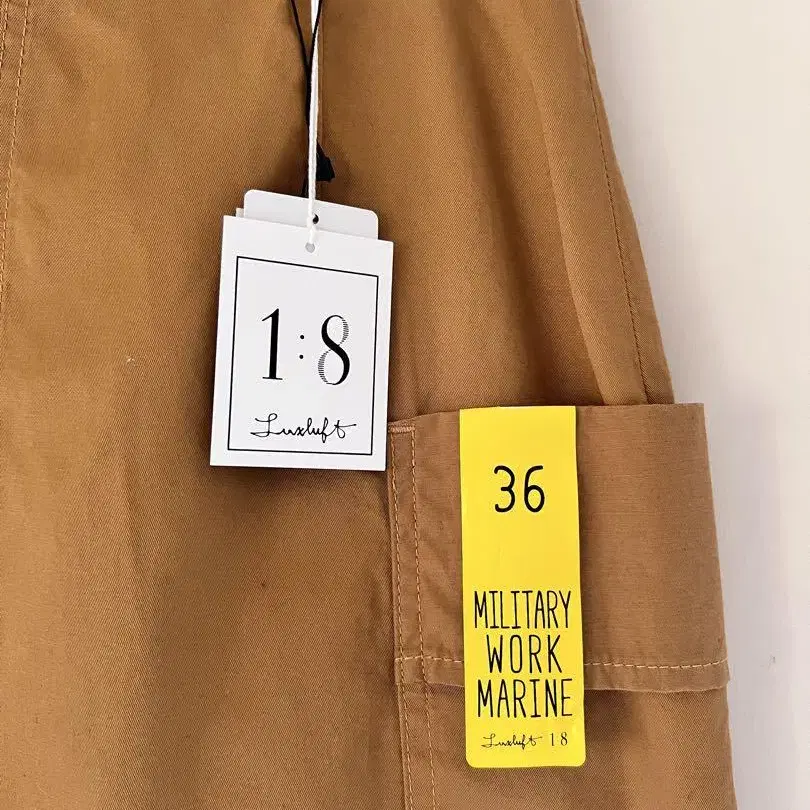 1:8
Luxluft
36
MILITARY
WORK
MARINE
Luxluft 18